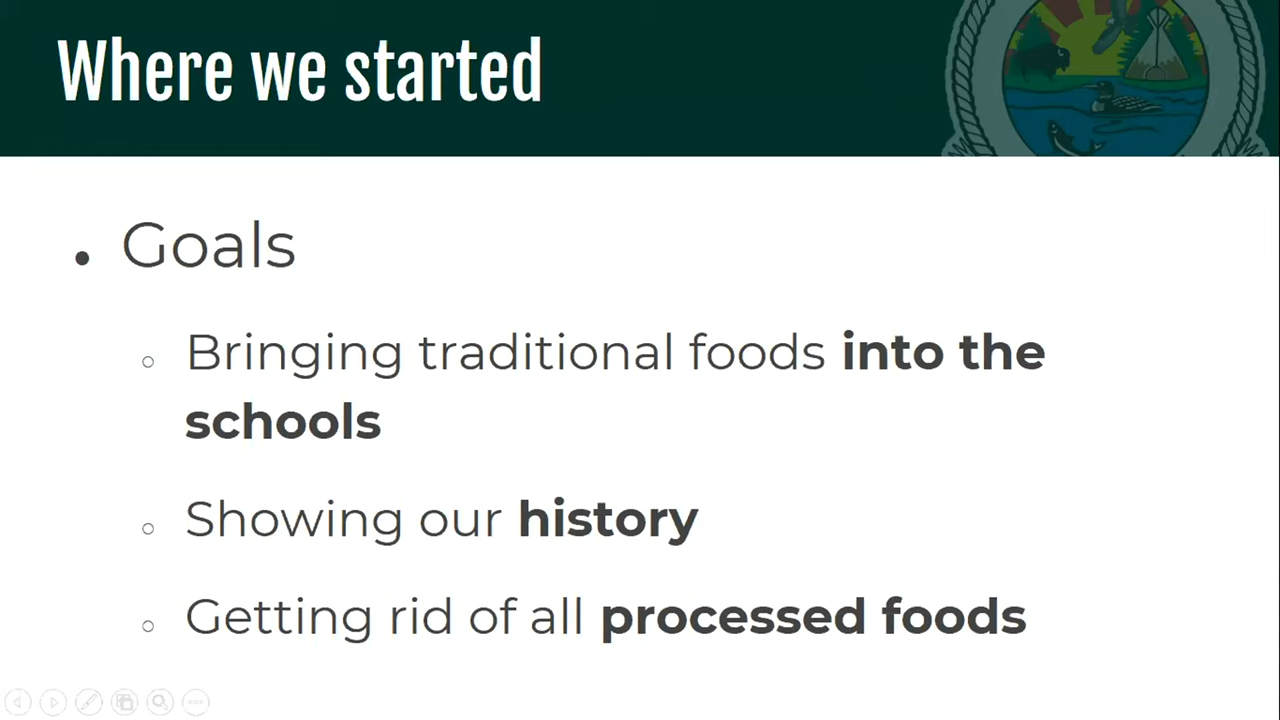 Where we started
• Goals
○ Bringing traditional foods into the
schools
○ Showing our history
○ Getting rid of all processed foods